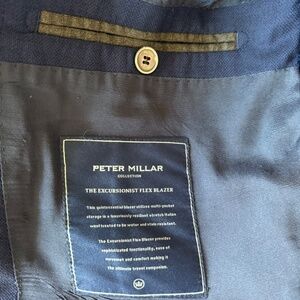 PETER MILLAR
COLLECTION
THE EXCURSIONIST FLEX BLAZER
This quintessential blazer utilizes multi-pocket
storage in a luxuriously resilient stretch Italian
wool treated to be water and stain resistant.
The Excursionist Flex Blazer provides
sophisticated functionality, ease of
movement and comfort making it
the ultimate travel companion.